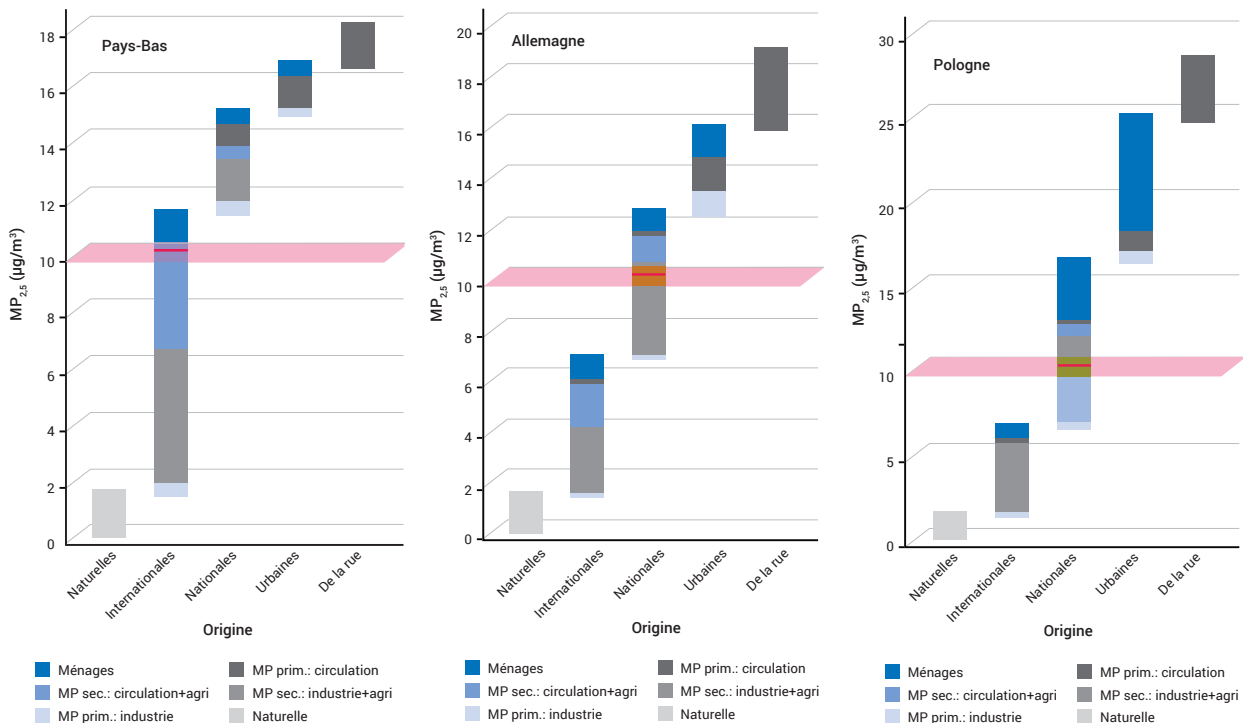 Pays-Bas
MP2,5 (µg/m³)
18
16
14
12
10
8
6
4
2
0
Naturelles
Internationales
Nationales
Urbaines
De la rue
Origine
Ménages
MP sec.: circulation+agri
MP prim.: industrie
MP prim.: circulation
MP sec.: industrie+agri
Naturelle
Allemagne
MP2,5 (µg/m³)
20
18
16
14
12
10
8
6
4
2
0
Naturelles
Internationales
Nationales
Urbaines
De la rue
Origine
Ménages
MP sec.: circulation+agri
MP prim.: industrie
MP prim.: circulation
MP sec.: industrie+agri
Naturelle
Pologne
MP2,5 (µg/m³)
30
25
20
15
10
5
0
Naturelles
Internationales
Nationales
Urbaines
De la rue
Origine
Ménages
MP sec.: circulation+agri
MP prim.: industrie
MP prim.: circulation
MP sec.: industrie+agri
Naturelle